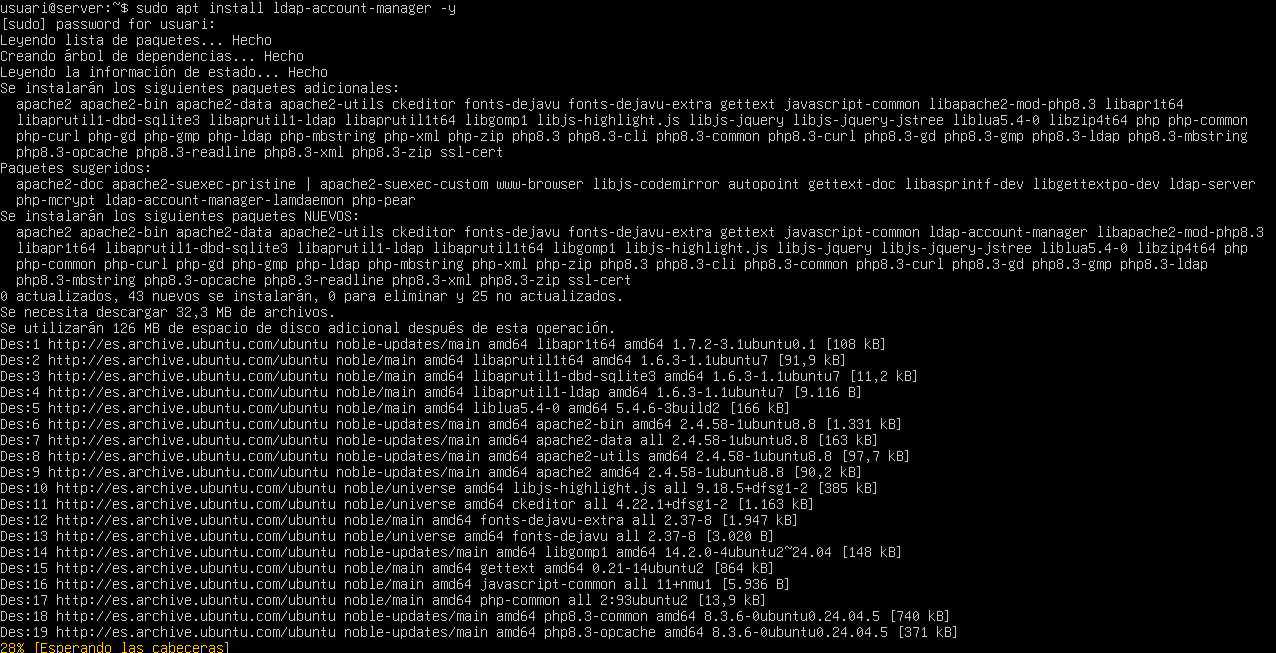 usuari@server:~$ sudo apt install ldap-account-manager -y
[sudo] password for usuari:
Leyendo lista de paquetes... Hecho
Creando árbol de dependencias... Hecho
Leyendo la información de estado... Hecho
Se instalarán los siguientes paquetes adicionales:
  apache2 apache2-bin apache2-data apache2-utils ckeditor fonts-dejavu fonts-dejavu-extra gettext javascript-common libapache2-mod-php8.3 libapr1t64
  libaprutil1-dbd-sqlite3 libaprutil1-ldap libaprutil1t64 libgomp1 libjs-highlight.js libjs-jquery libjs-jquery-jstree liblua5.4-0 libzip4t64 php php-common
  php-curl php-gd php-gmp php-ldap php-mbstring php-xml php-zip php8.3 php8.3-cli php8.3-common php8.3-curl php8.3-gd php8.3-gmp php8.3-ldap php8.3-mbstring
  php8.3-opcache php8.3-readline php8.3-xml php8.3-zip ssl-cert
Paquetes sugeridos:
  apache2-doc apache2-suexec-pristine | apache2-suexec-custom www-browser libjs-codemirror autopoint gettext-doc libasprintf-dev libgettextpo-dev ldap-server
  php-mcrypt ldap-account-manager-lamdaemon php-pear
Se instalarán los siguientes paquetes NUEVOS:
  apache2 apache2-bin apache2-data apache2-utils ckeditor fonts-dejavu fonts-dejavu-extra gettext javascript-common ldap-account-manager libapache2-mod-php8.3
  libapr1t64 libaprutil1-dbd-sqlite3 libaprutil1-ldap libaprutil1t64 libgomp1 libjs-highlight.js libjs-jquery libjs-jquery-jstree liblua5.4-0 libzip4t64 php
  php-common php-curl php-gd php-gmp php-ldap php-mbstring php-xml php-zip php8.3 php8.3-cli php8.3-common php8.3-curl php8.3-gd php8.3-gmp php8.3-ldap
  php8.3-mbstring php8.3-opcache php8.3-readline php8.3-xml php8.3-zip ssl-cert
0 actualizados, 43 nuevos se instalarán, 0 para eliminar y 25 no actualizados.
Se necesita descargar 32,3 MB de archivos.
Se utilizarán 126 MB de espacio de disco adicional después de esta operación.
Des:1 http://es.archive.ubuntu.com/ubuntu noble-updates/main amd64 libapr1t64 amd64 1.7.2-3.1ubuntu0.1 [108 kB]
Des:2 http://es.archive.ubuntu.com/ubuntu noble/main amd64 libaprutil1t64 amd64 1.6.3-1.1ubuntu7 [91,9 kB]
Des:3 http://es.archive.ubuntu.com/ubuntu noble/main amd64 libaprutil1-dbd-sqlite3 amd64 1.6.3-1.1ubuntu7 [11,2 kB]
Des:4 http://es.archive.ubuntu.com/ubuntu noble/main amd64 libaprutil1-ldap amd64 1.6.3-1.1ubuntu7 [9.116 B]
Des:5 http://es.archive.ubuntu.com/ubuntu noble/main amd64 liblua5.4-0 amd64 5.4.6-3build2 [166 kB]
Des:6 http://es.archive.ubuntu.com/ubuntu noble-updates/main amd64 apache2-bin amd64 2.4.58-1ubuntu8.8 [1.331 kB]
Des:7 http://es.archive.ubuntu.com/ubuntu noble-updates/main amd64 apache2-data all 2.4.58-1ubuntu8.8 [163 kB]
Des:8 http://es.archive.ubuntu.com/ubuntu noble-updates/main amd64 apache2-utils amd64 2.4.58-1ubuntu8.8 [97,7 kB]
Des:9 http://es.archive.ubuntu.com/ubuntu noble-updates/main amd64 apache2 amd64 2.4.58-1ubuntu8.8 [90,2 kB]
Des:10 http://es.archive.ubuntu.com/ubuntu noble/universe amd64 libjs-highlight.js all 9.18.5+dfsg1-2 [385 kB]
Des:11 http://es.archive.ubuntu.com/ubuntu noble/universe amd64 ckeditor all 4.22.1+dfsg1-2 [1.163 kB]
Des:12 http://es.archive.ubuntu.com/ubuntu noble/main amd64 fonts-dejavu-extra all 2.37-8 [1.947 kB]
Des:13 http://es.archive.ubuntu.com/ubuntu noble/universe amd64 fonts-dejavu all 2.37-8 [3.020 B]
Des:14 http://es.archive.ubuntu.com/ubuntu noble-updates/main amd64 libgomp1 amd64 14.2.0-4ubuntu2~24.04 [148 kB]
Des:15 http://es.archive.ubuntu.com/ubuntu noble/main amd64 gettext amd64 0.21-14ubuntu2 [864 kB]
Des:16 http://es.archive.ubuntu.com/ubuntu noble/main amd64 javascript-common all 11+nmu1 [5.936 B]
Des:17 http://es.archive.ubuntu.com/ubuntu noble/main amd64 php-common all 2:93ubuntu2 [13,9 kB]
Des:18 http://es.archive.ubuntu.com/ubuntu noble-updates/main amd64 php8.3-common amd64 8.3.6-0ubuntu0.24.04.5 [740 kB]
Des:19 http://es.archive.ubuntu.com/ubuntu noble-updates/main amd64 php8.3-opcache amd64 8.3.6-0ubuntu0.24.04.5 [371 kB]
28% [Esperando las cabeceras]